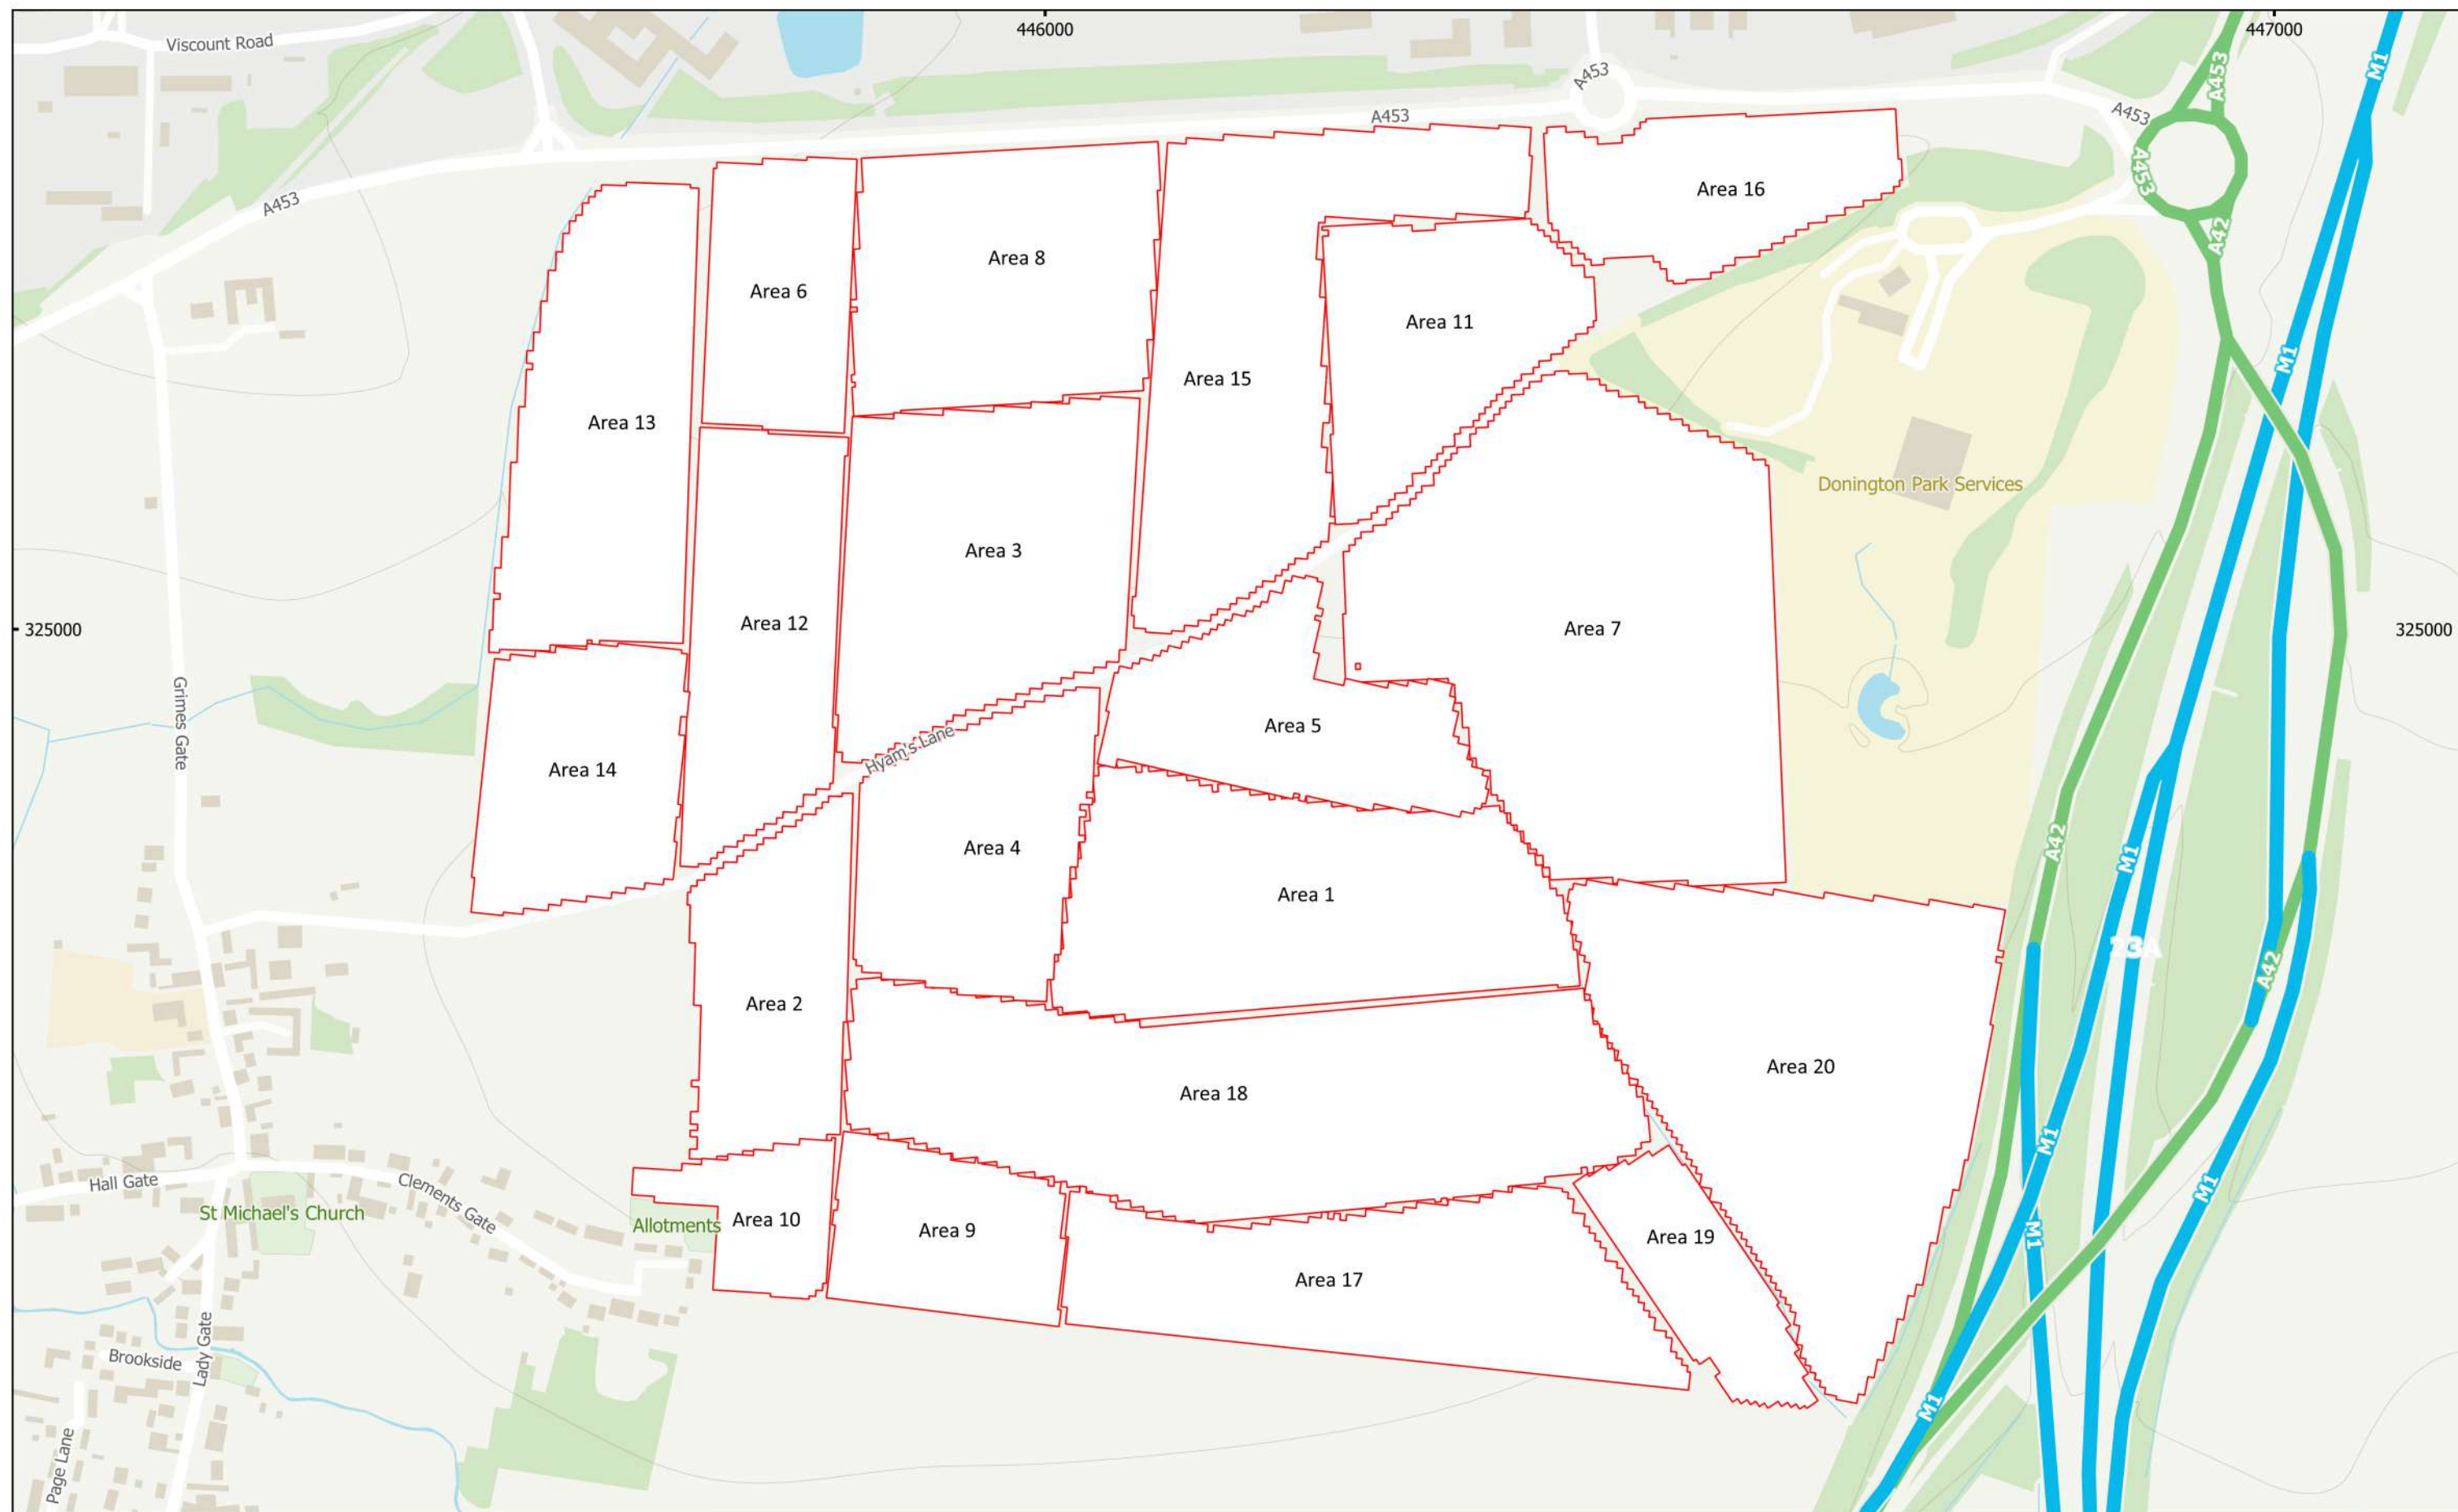 446000
447000
Viscount Road
A453
M1
A453
A453
A453
A453
A453
Area 16
A42
Area 6
Area 8
Area 11
M1
Area 15
Area 13
Donington Park Services
Area 3
325000
Area 12
Area 7
325000
Grimes Gate
Area 5
Hyam's Lane
Area 14
Area 4
A42
M1
Area 1
23A
A42
Area 2
Area 20
Area 18
M1
Hall Gate
Clements Gate
M1
St Michael's Church
Allotments
Area 10
Area 9
Area 19
M1
Area 17
Lady Gate
Brookside
M1
Page Lane